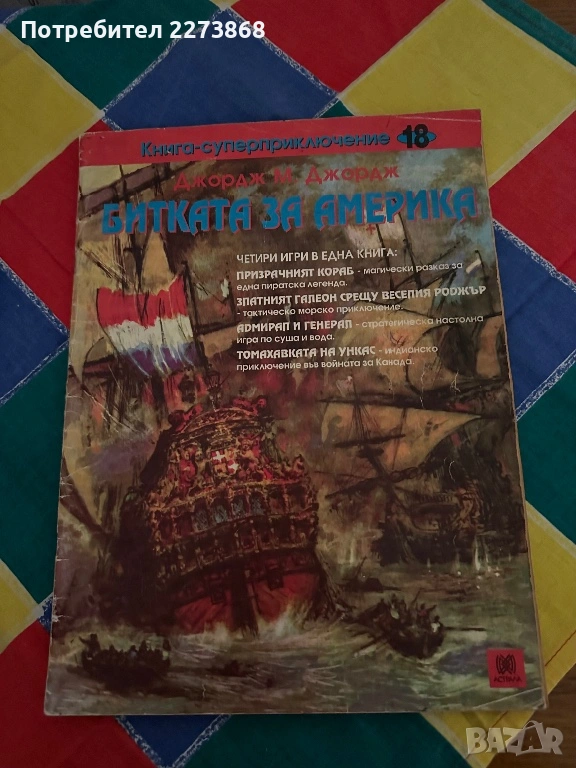 Потребител 2273868
Книга-суперприключение 18
Джордж М. Джордж
БИТКАТА ЗА АМЕРИКА
ЧЕТИРИ ИГРИ В ЕДНА КНИГА:
ПРИЗРАЧНИЯТ КОРАБ - магически разказ за
една пиратска легенда.
ЗЛАТНИЯТ ГАЛЕОН СРЕЩУ ВЕСЕЛИЯ РОДЖЪР
- тактическо морско приключение.
АДМИРАЛ И ГЕНЕРАЛ - стратегическа настолна
игра по суша и вода.
ТОМАХАВКАТА НА УНКАС - индианско
приключение във войната за Канада.
АСТРАЛА
BAZAR